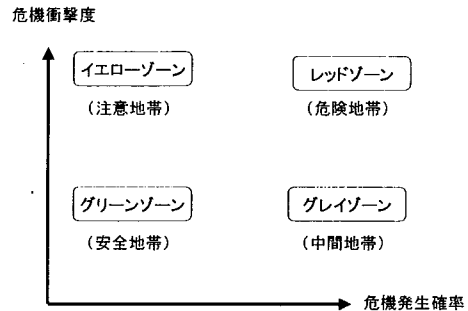 危機衝撃度
イエローゾーン
レッドゾーン
(注意地帯)
(危険地帯)
グリーンゾーン
グレイゾーン
(安全地帯)
(中間地帯)
危機発生確率